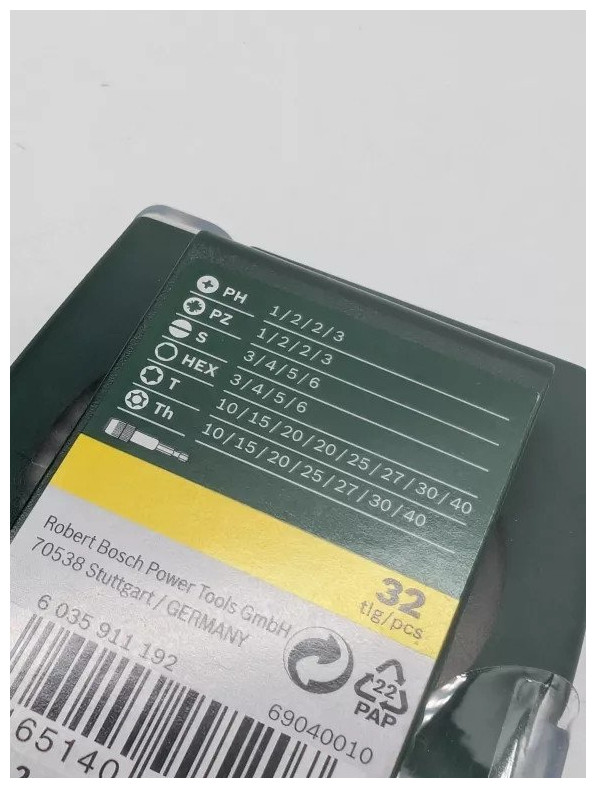 PH 1/2/2/3
PZ 1/2/2/3
S 3/4/5/6
HEX 3/4/5/6
T 10/15/20/20/25/27/30/40
Th 10/15/20/25/27/30/40
32
tlg/pcs
Robert Bosch Power Tools GmbH
70538 Stuttgart / GERMANY
6 035 911 192
22
PAP
69040010
65140